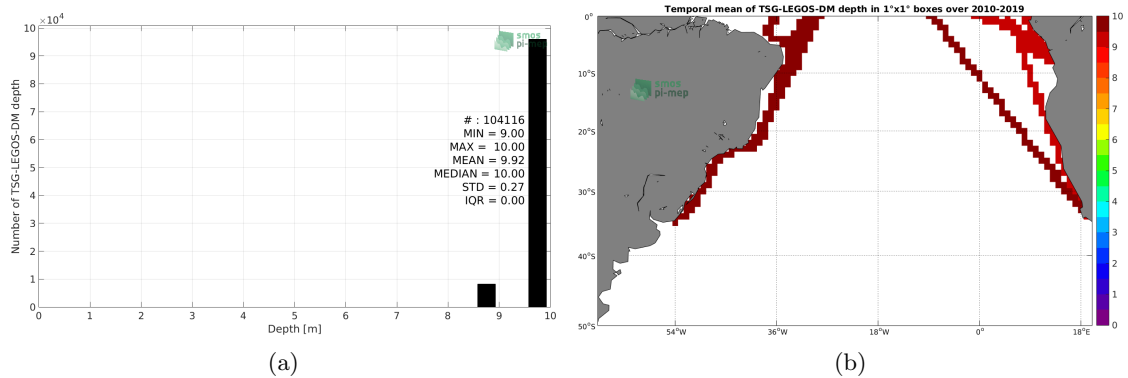 ×10⁴
10
9
8
7
6
5
4
3
2
1
0
Number of TSG-LEGOS-DM depth
smos
pi-mep
# : 104116
MIN = 9.00
MAX = 10.00
MEAN = 9.92
MEDIAN = 10.00
STD = 0.27
IQR = 0.00
0 1 2 3 4 5 6 7 8 9 10
Depth [m]
(a)
Temporal mean of TSG-LEGOS-DM depth in 1°x1° boxes over 2010-2019
0°
10°S
20°S
30°S
40°S
50°S
smos
pi-mep
54°W 36°W 18°W 0° 18°E
10
9
8
7
6
5
4
3
2
1
0
(b)